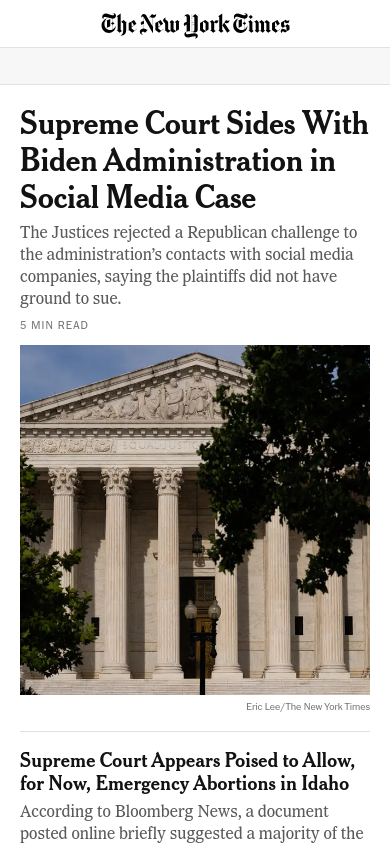 The New York Times
Supreme Court Sides With
Biden Administration in
Social Media Case
The Justices rejected a Republican challenge to
the administration’s contacts with social media
companies, saying the plaintiffs did not have
ground to sue.
5 MIN READ
Eric Lee/The New York Times
Supreme Court Appears Poised to Allow,
for Now, Emergency Abortions in Idaho
According to Bloomberg News, a document
posted online briefly suggested a majority of the